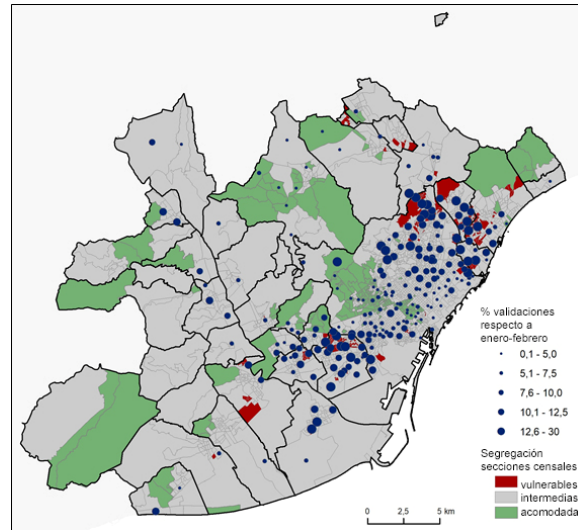 % validaciones
respecto a
enero-febrero
0,1 - 5,0
5,1 - 7,5
7,6 - 10,0
10,1 - 12,5
12,6 - 30
Segregación
secciones censales
vulnerables
intermedias
acomodada
0 2,5 5 km